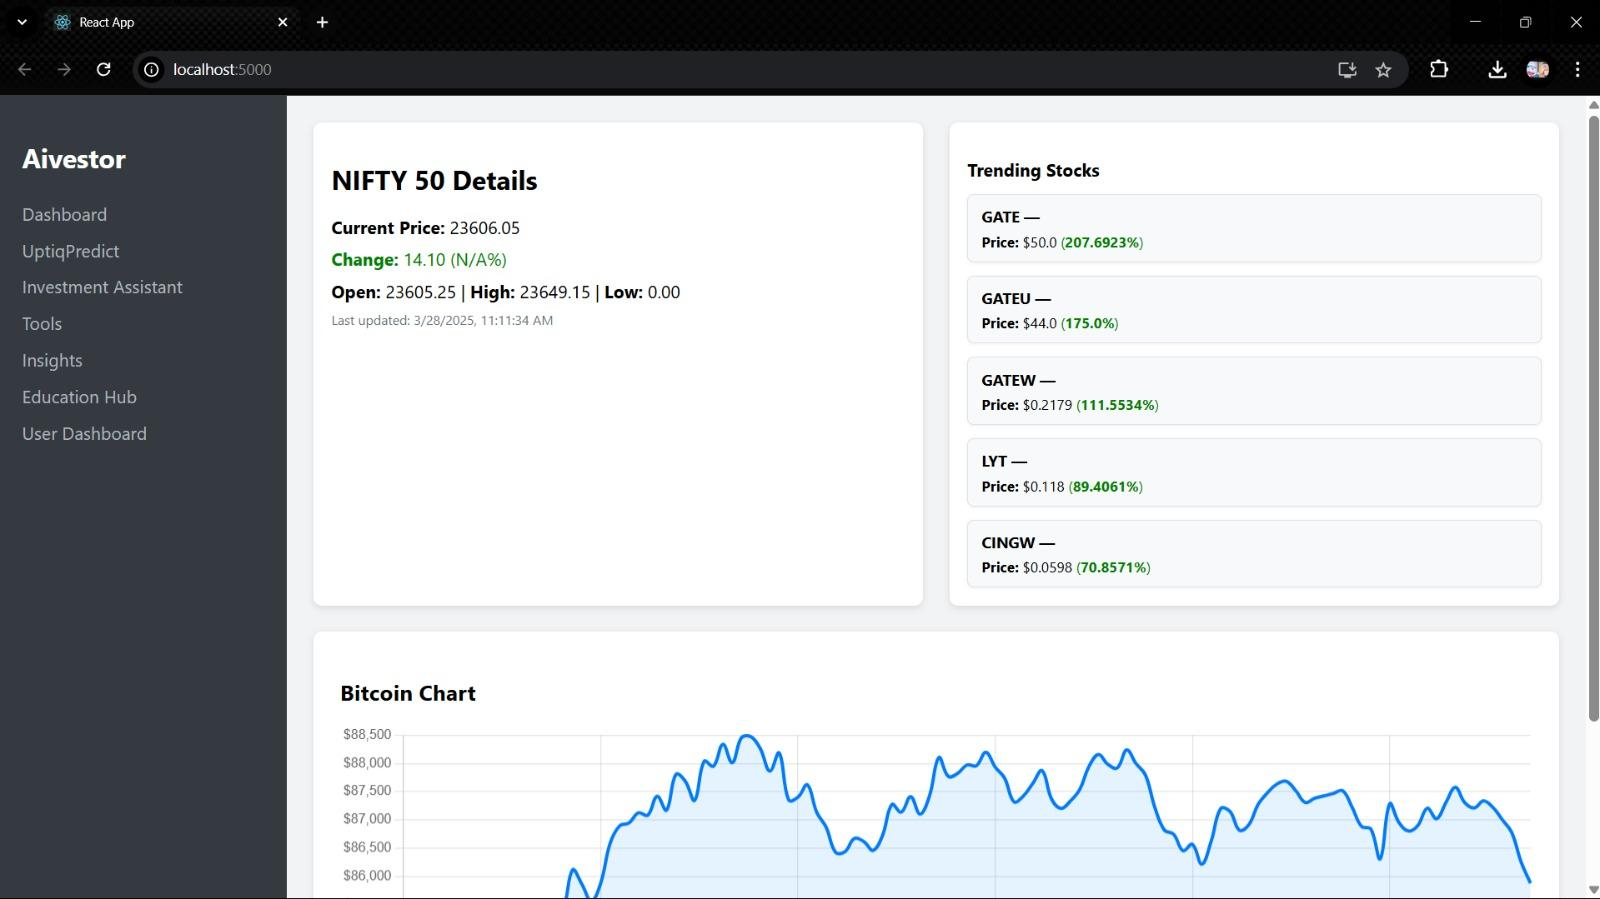 React App
localhost:5000
Aivestor
Dashboard
UptiqPredict
Investment Assistant
Tools
Insights
Education Hub
User Dashboard
NIFTY 50 Details
Current Price: 23606.05
Change: 14.10 (N/A%)
Open: 23605.25 | High: 23649.15 | Low: 0.00
Last updated: 3/28/2025, 11:11:34 AM
Trending Stocks
GATE —
Price: $50.0 (207.6923%)
GATEU —
Price: $44.0 (175.0%)
GATEW —
Price: $0.2179 (111.5534%)
LYT —
Price: $0.118 (89.4061%)
CINGW —
Price: $0.0598 (70.8571%)
Bitcoin Chart
$88,500
$88,000
$87,500
$87,000
$86,500
$86,000